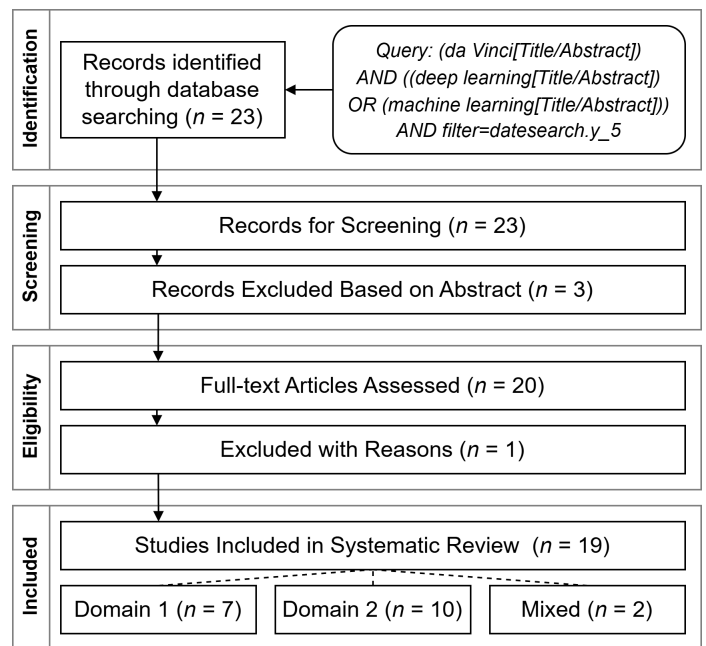 Identification
Records identified
through database
searching (n = 23)
Query: (da Vinci[Title/Abstract])
AND ((deep learning[Title/Abstract])
OR (machine learning[Title/Abstract]))
AND filter=datesearch.y_5
Screening
Records for Screening (n = 23)
Records Excluded Based on Abstract (n = 3)
Eligibility
Full-text Articles Assessed (n = 20)
Excluded with Reasons (n = 1)
Included
Studies Included in Systematic Review (n = 19)
Domain 1 (n = 7)
Domain 2 (n = 10)
Mixed (n = 2)